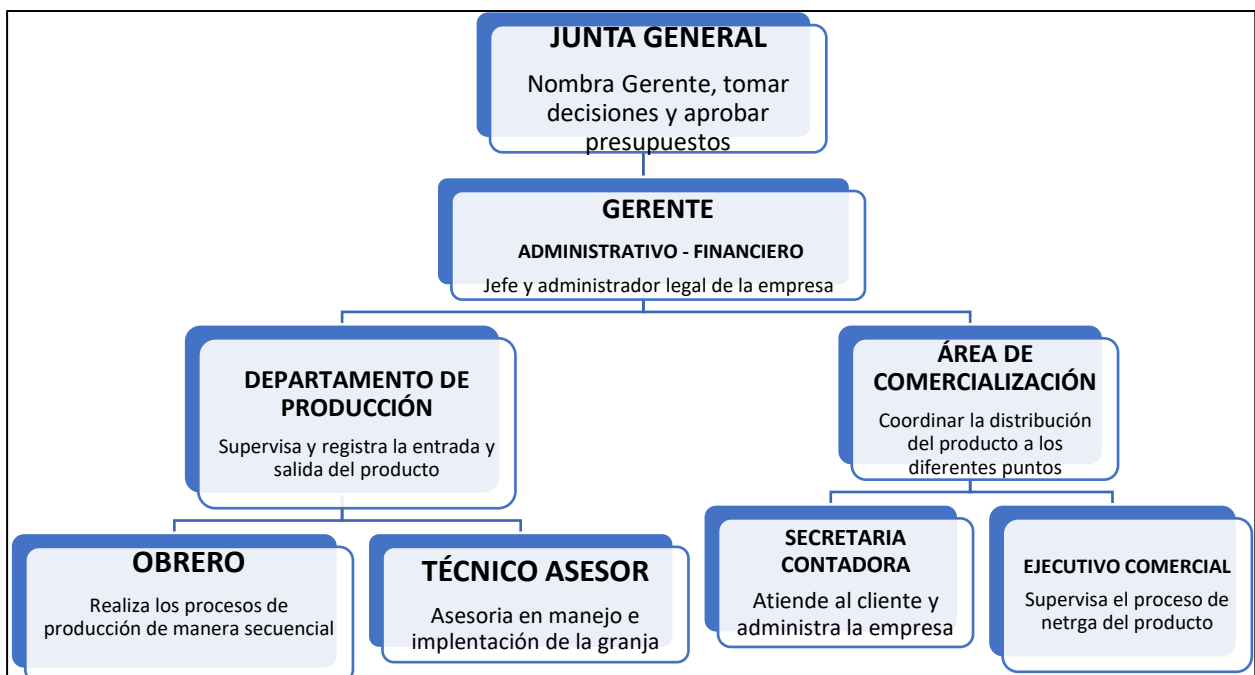 JUNTA GENERAL
Nombra Gerente, tomar
decisiones y aprobar
presupuestos
GERENTE
ADMINISTRATIVO - FINANCIERO
Jefe y administrador legal de la empresa
DEPARTAMENTO DE
PRODUCCIÓN
Supervisa y registra la entrada y
salida del producto
ÁREA DE
COMERCIALIZACIÓN
Coordinar la distribución
del producto a los
diferentes puntos
OBRERO
Realiza los procesos de
producción de manera secuencial
TÉCNICO ASESOR
Asesoria en manejo e
implentación de la granja
SECRETARIA
CONTADORA
Atiende al cliente y
administra la empresa
EJECUTIVO COMERCIAL
Supervisa el proceso de
netrga del producto